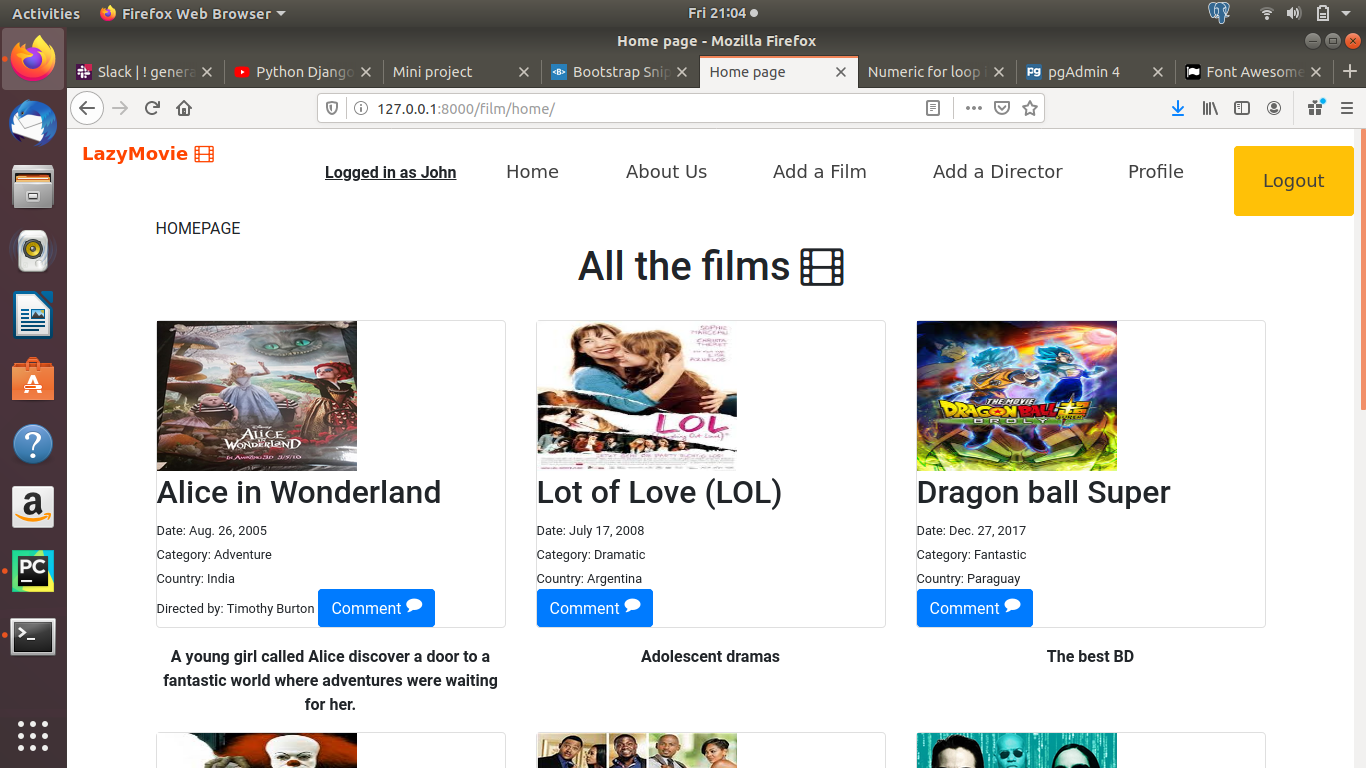 Activities Firefox Web Browser Fri 21:04
Home page - Mozilla Firefox
Slack | ! genera Python Django Mini project Bootstrap Snip Home page Numeric for loop i pgAdmin 4 Font Awesome
127.0.0.1:8000/film/home/
LazyMovie
Logged in as John Home About Us Add a Film Add a Director Profile Logout
HOMEPAGE
All the films
ALICE
IN
WONDERLAND
SOPHIE
MARCEAU
CHRISTA
THERET
LOL
THE MOVIE
DRAGONBALL
SUPER
BROLY
Alice in Wonderland
Date: Aug. 26, 2005
Category: Adventure
Country: India
Directed by: Timothy Burton Comment
A young girl called Alice discover a door to a
fantastic world where adventures were waiting
for her.
Lot of Love (LOL)
Date: July 17, 2008
Category: Dramatic
Country: Argentina
Comment
Adolescent dramas
Dragon ball Super
Date: Dec. 27, 2017
Category: Fantastic
Country: Paraguay
Comment
The best BD